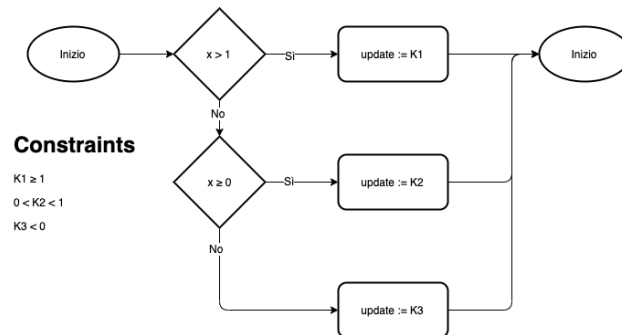 Inizio
x > 1
Sì
update := K1
Inizio
No
Constraints
K1 ≥ 1
0 < K2 < 1
K3 < 0
x ≥ 0
Sì
update := K2
No
update := K3